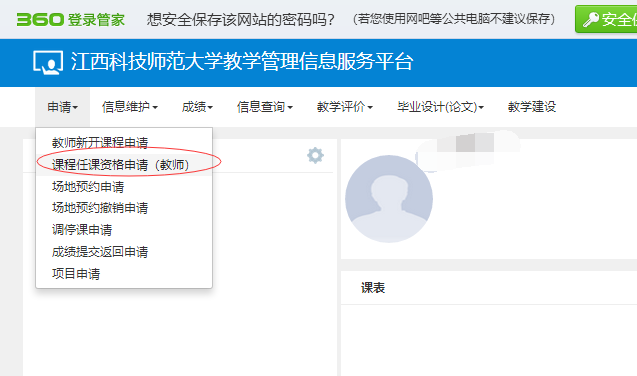 360登录管家 想安全保存该网站的密码吗？ （若您使用网吧等公共电脑不建议保存） 安全保
江西科技师范大学教学管理信息服务平台
申请 信息维护 成绩 信息查询 教学评价 毕业设计(论文) 教学建设
教师新开课程申请
课程任课资格申请（教师）
场地预约申请
场地预约撤销申请
调停课申请
成绩提交返回申请
项目申请
课表